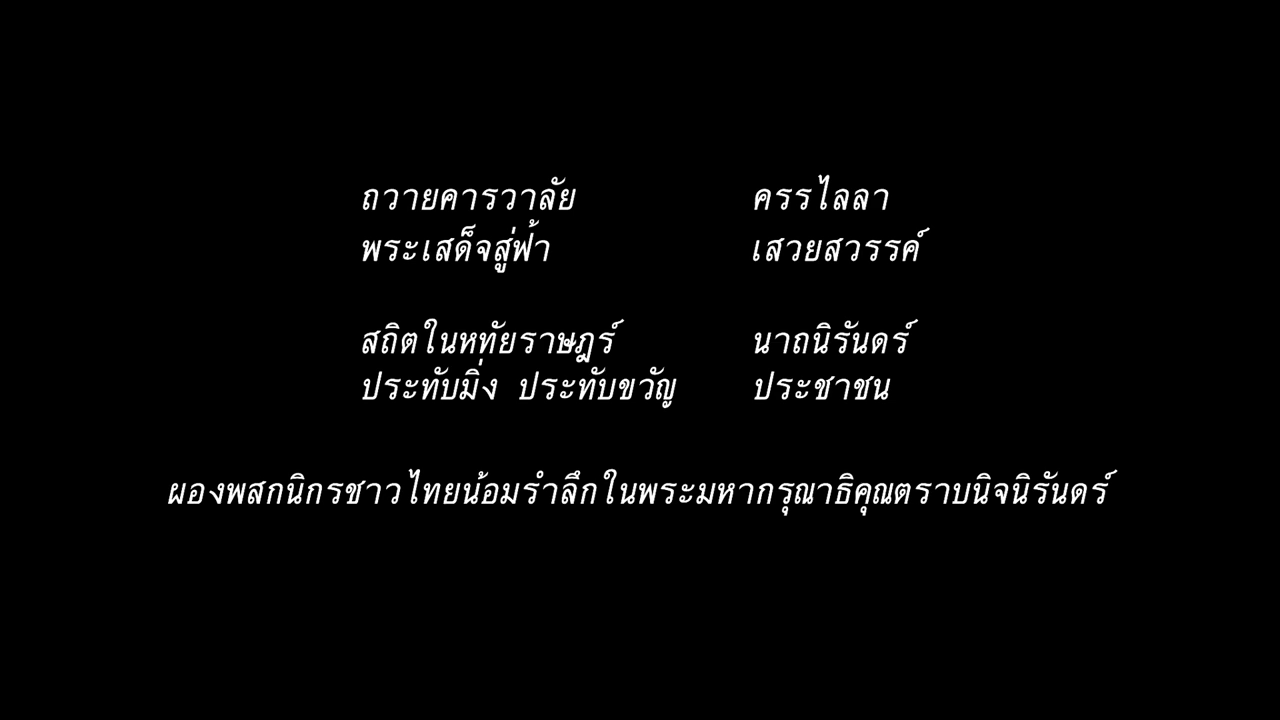 ถวายคารวาลัย ครรไลลา
พระเสด็จสู่ฟ้า เสวยสวรรค์
สถิตในหทัยราษฎร์ นาถนิรันดร์
ประทับมิ่ง ประทับขวัญ ประชาชน
ผองพสกนิกรชาวไทยน้อมรำลึกในพระมหากรุณาธิคุณตราบนิจนิรันดร์